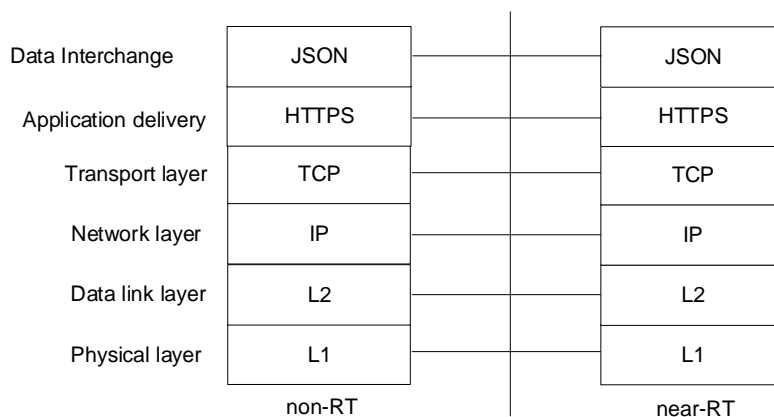 Data Interchange JSON JSON
Application delivery HTTPS HTTPS
Transport layer TCP TCP
Network layer IP IP
Data link layer L2 L2
Physical layer L1 L1
non-RT near-RT